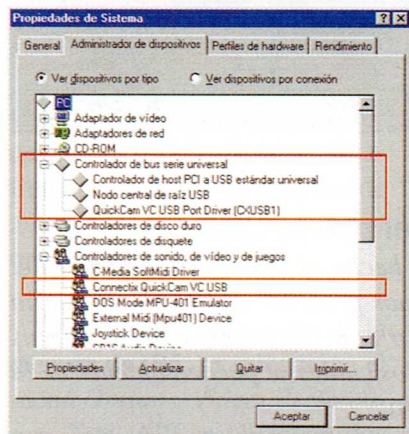 Propiedades de Sistema
General Administrador de dispositivos Perfiles de hardware Rendimiento
Ver dispositivos por tipo Ver dispositivos por conexión
PC
Adaptador de vídeo
Adaptadores de red
CD-ROM
Controlador de bus serie universal
Controlador de host PCI a USB estándar universal
Nodo central de raíz USB
QuickCam VC USB Port Driver (CXUSB1)
Controladores de disco duro
Controladores de disquete
Controladores de sonido, de vídeo y de juegos
C-Media SoftMidi Driver
Connectix QuickCam VC USB
DOS Mode MPU-401 Emulator
External Midi (Mpu401) Device
Joystick Device
SB16 Audio Device
Propiedades Actualizar Quitar Imprimir...
Aceptar Cancelar